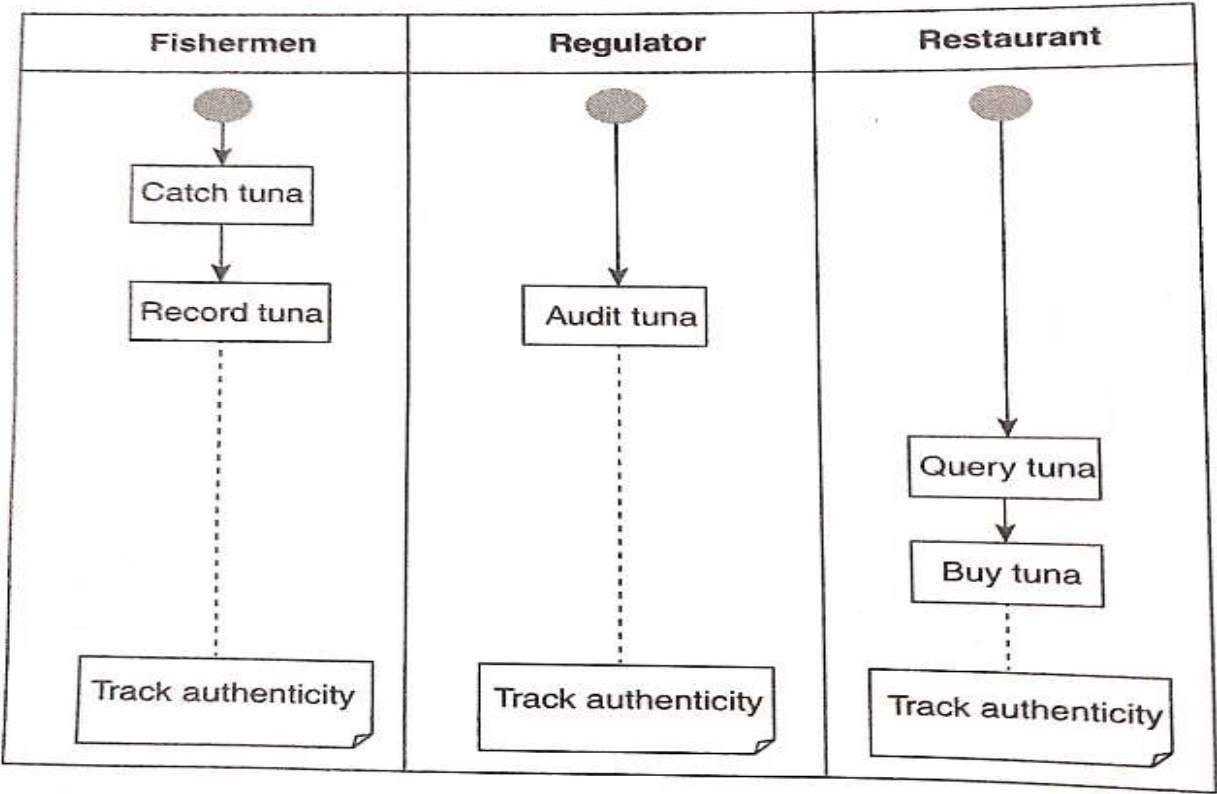 Fishermen
Regulator
Restaurant
Catch tuna
Record tuna
Audit tuna
Query tuna
Buy tuna
Track authenticity
Track authenticity
Track authenticity